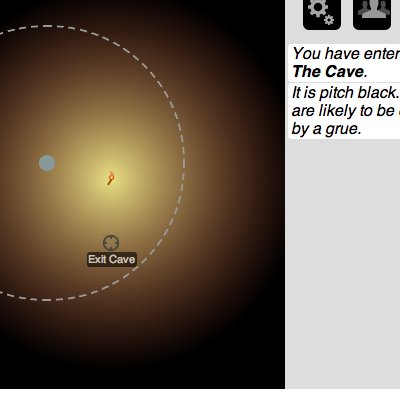 You have enter
The Cave.
It is pitch black.
are likely to be
by a grue.
Exit Cave